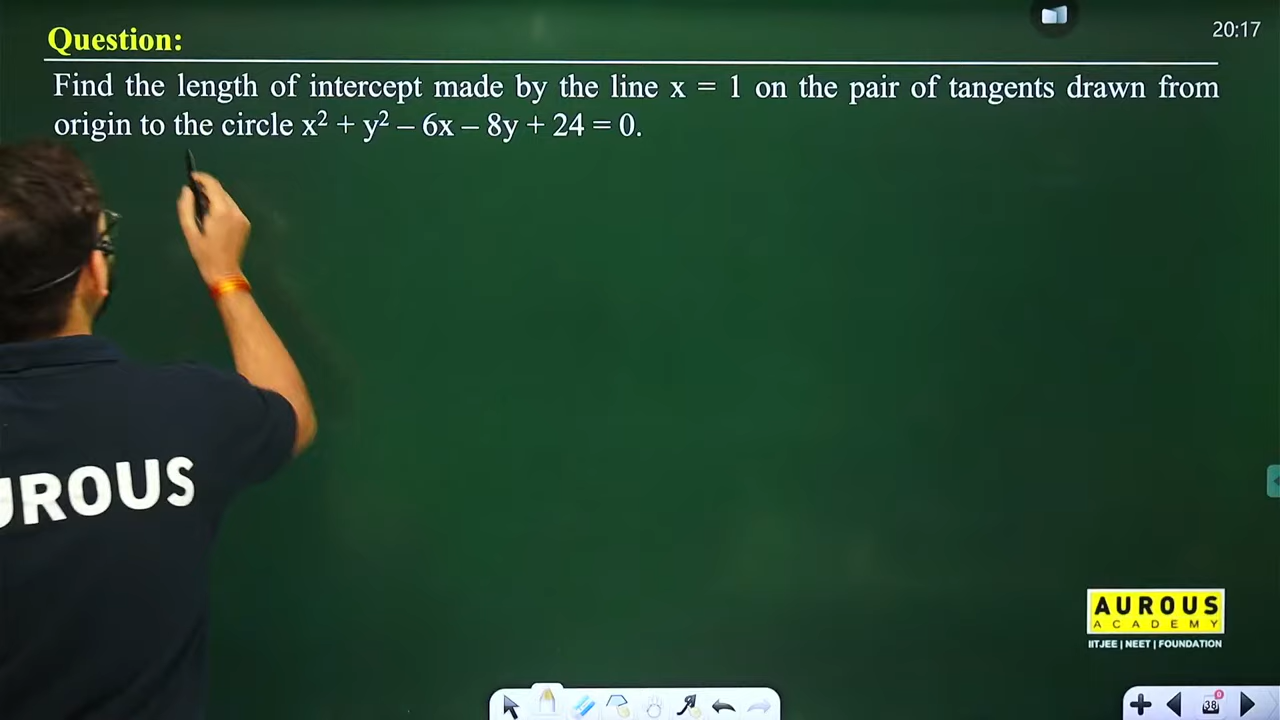 20:17
Question:
Find the length of intercept made by the line x = 1 on the pair of tangents drawn from
origin to the circle x² + y² – 6x – 8y + 24 = 0.
UROUS
AUROUS
ACADEMY
IITJEE | NEET | FOUNDATION
0
38